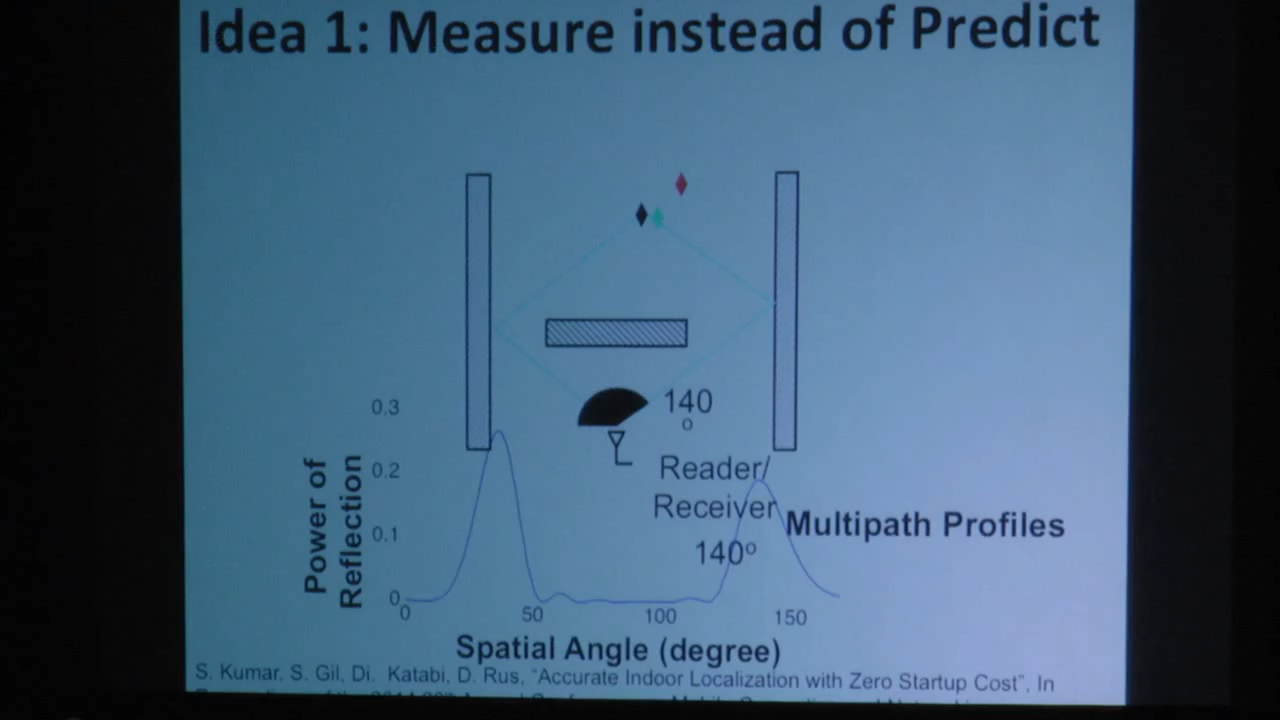 Idea 1: Measure instead of Predict
140
o
Reader/
Receiver
140º
Multipath Profiles
Power of
Reflection
0.3
0.2
0.1
0
0
50
100
150
Spatial Angle (degree)
S. Kumar, S. Gil, Di. Katabi, D. Rus, "Accurate Indoor Localization with Zero Startup Cost", In